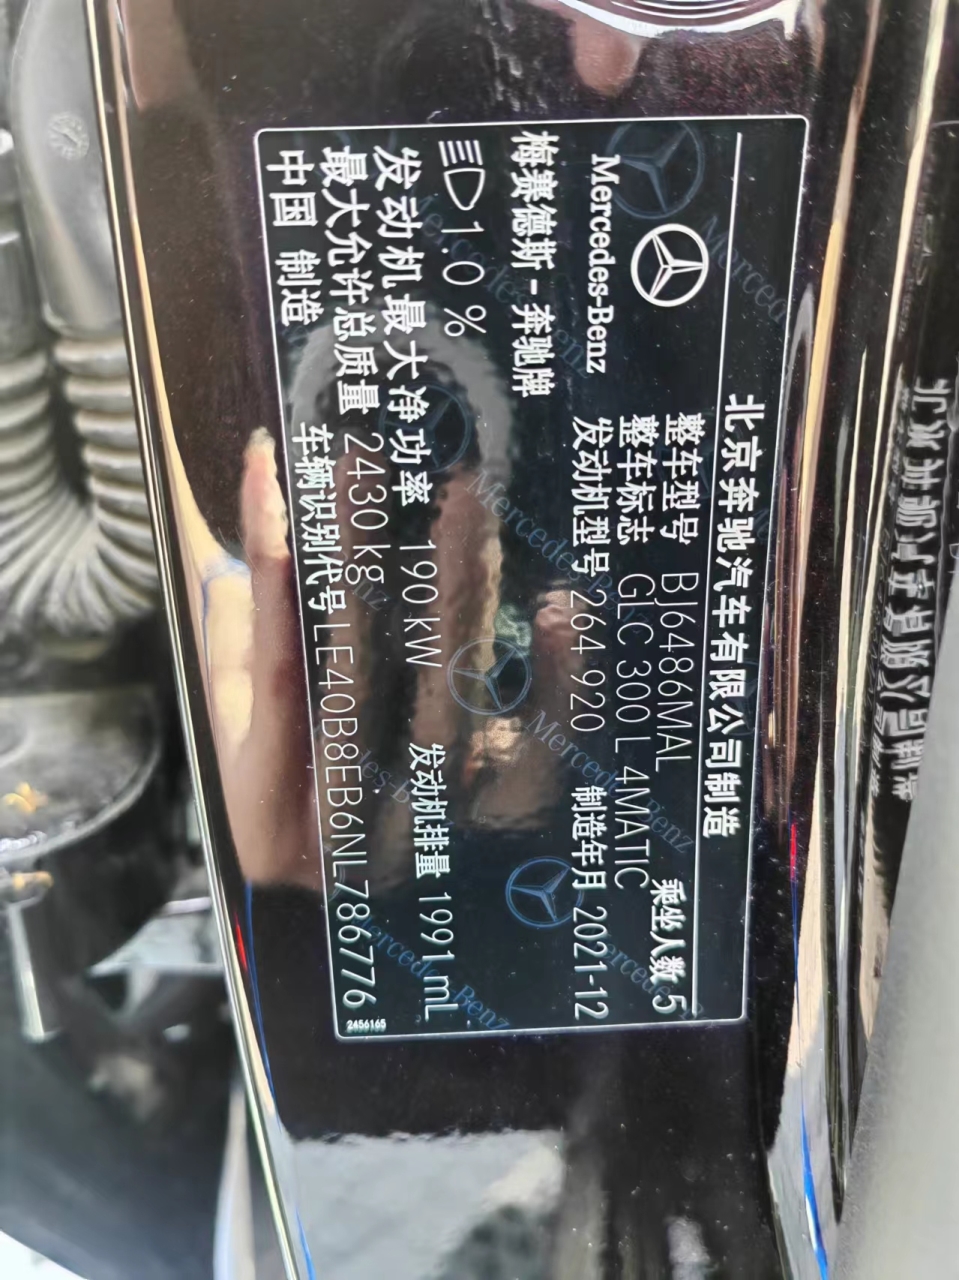 北京奔驰汽车有限公司制造
Mercedes-Benz
梅赛德斯-奔驰牌
整车型号 BJ6486MAL 乘坐人数 5
整车标志 GLC 300 L 4MATIC
发动机型号 264 920 制造年月 2021-12
1.0%
发动机最大净功率 190 kW 发动机排量 1991 mL
最大允许总质量 2430 kg
中国 制造 车辆识别代号 LE40B8EB6NL786776
2456165